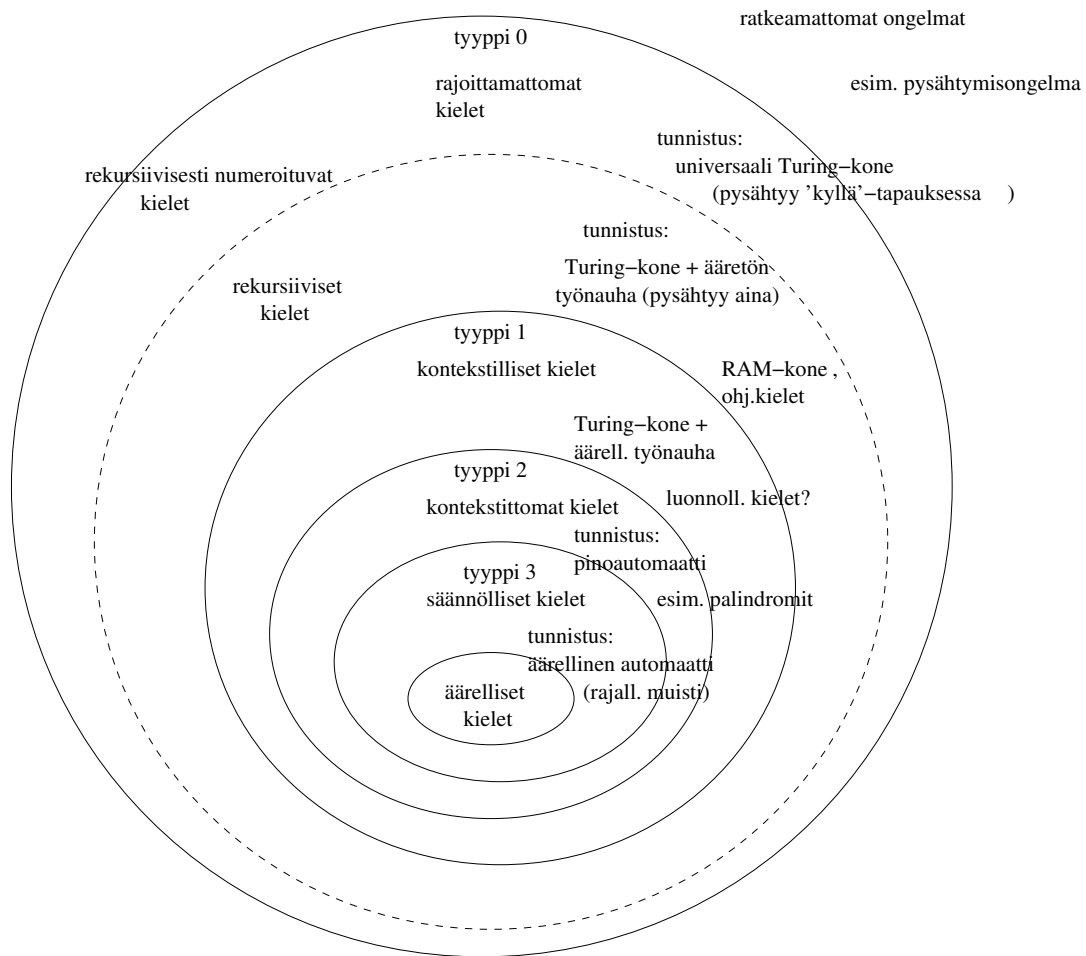 ratkeamattomat ongelmat
tyyppi 0
rajoittamattomat
kielet
esim. pysähtymisongelma
tunnistus:
universaali Turing−kone
(pysähtyy ’kyllä’−tapauksessa )
rekursiivisesti numeroituvat
kielet
tunnistus:
Turing−kone + ääretön
työnauha (pysähtyy aina)
rekursiiviset
kielet
tyyppi 1
kontekstilliset kielet
RAM−kone ,
ohj.kielet
Turing−kone +
äärell. työnauha
tyyppi 2
kontekstittomat kielet
luonnoll. kielet?
tunnistus:
pinoautomaatti
tyyppi 3
säännölliset kielet
esim. palindromit
tunnistus:
äärellinen automaatti
(rajall. muisti)
äärelliset
kielet